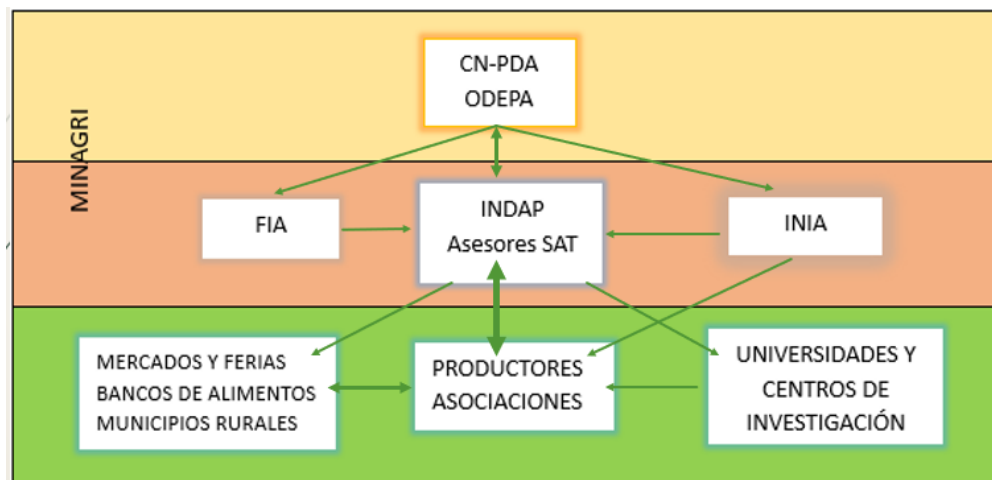 CN-PDA
ODEPA
MINAGRI
FIA
INDAP
Asesores SAT
INIA
MERCADOS Y FERIAS
BANCOS DE ALIMENTOS
MUNICIPIOS RURALES
PRODUCTORES
ASOCIACIONES
UNIVERSIDADES Y
CENTROS DE
INVESTIGACIÓN